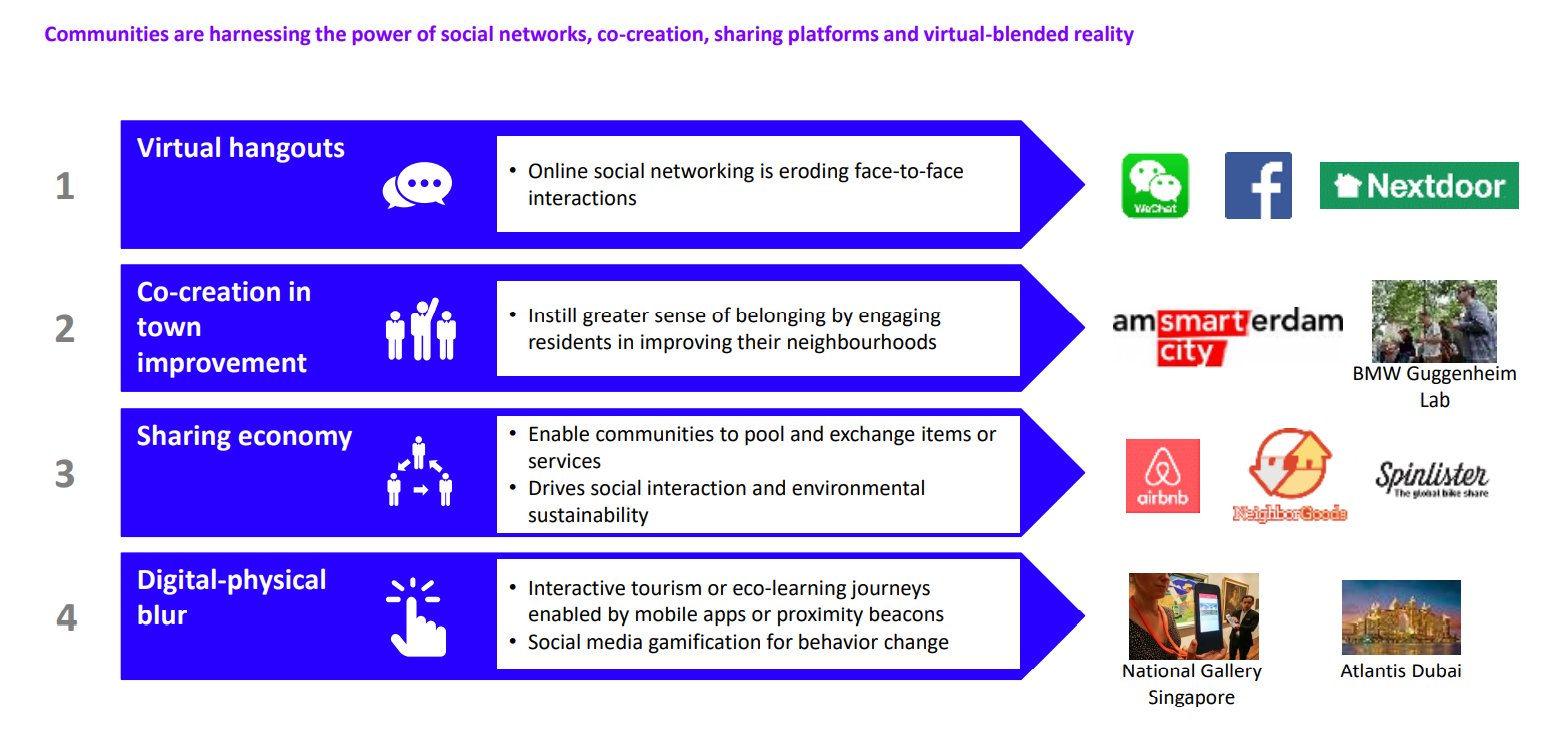 Communities are harnessing the power of social networks, co-creation, sharing platforms and virtual-blended reality
1
Virtual hangouts
• Online social networking is eroding face-to-face
interactions
WeChat
f
Nextdoor
2
Co-creation in
town
improvement
• Instill greater sense of belonging by engaging
residents in improving their neighbourhoods
amsmarterdam
city
BMW Guggenheim
Lab
3
Sharing economy
• Enable communities to pool and exchange items or
services
• Drives social interaction and environmental
sustainability
airbnb
NeighborGoods
Spinlister
The global bike share
4
Digital-physical
blur
• Interactive tourism or eco-learning journeys
enabled by mobile apps or proximity beacons
• Social media gamification for behavior change
National Gallery
Singapore
Atlantis Dubai